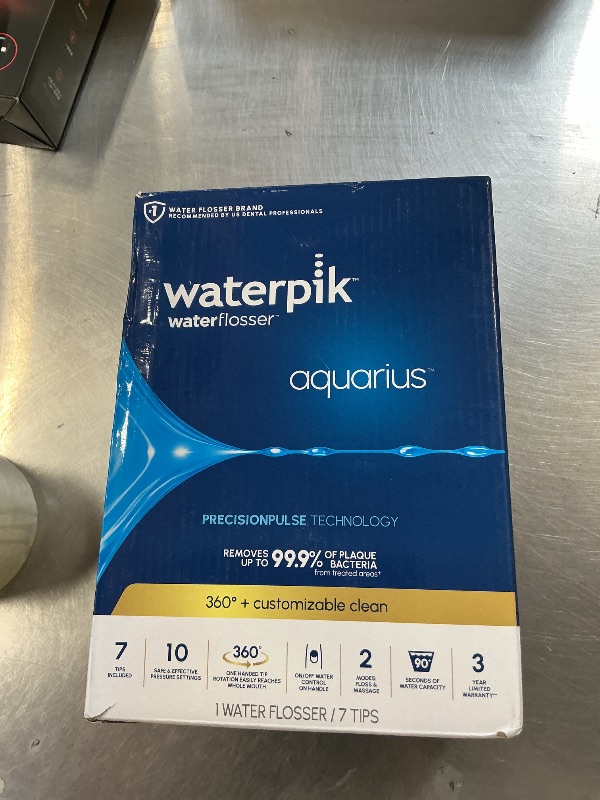 #1 WATER FLOSSER BRAND
RECOMMENDED BY US DENTAL PROFESSIONALS
waterpik™
waterflosser™
aquarius™
PRECISIONPULSE TECHNOLOGY
REMOVES UP TO 99.9% OF PLAQUE BACTERIA
from treated areas†
360° + customizable clean
7
TIPS
INCLUDED
10
SAFE & EFFECTIVE
PRESSURE SETTINGS
360°
ONE HANDED TIP
ROTATION EASILY REACHES
WHOLE MOUTH
ON/OFF WATER
CONTROL
ON HANDLE
2
MODES:
FLOSS &
MASSAGE
90
SECONDS OF
WATER CAPACITY
3
YEAR
LIMITED
WARRANTY
1 WATER FLOSSER / 7 TIPS